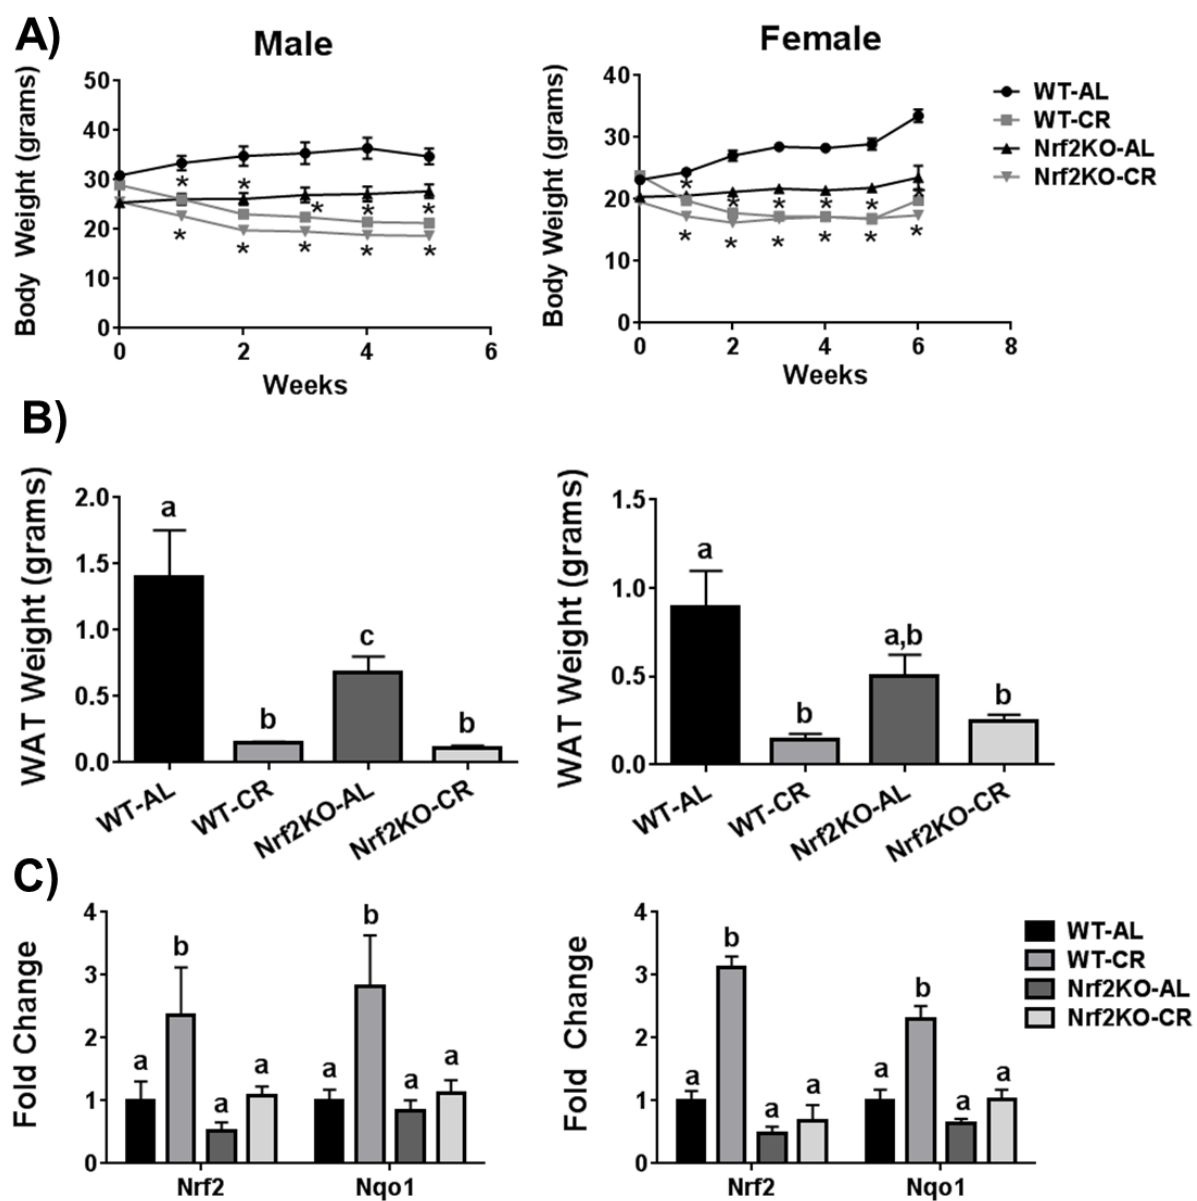 A)
Male
Female
Body Weight (grams)
50
40
30
20
10
0
0 2 4 6
Weeks
Body Weight (grams)
40
30
20
10
0
0 2 4 6 8
Weeks
WT-AL
WT-CR
Nrf2KO-AL
Nrf2KO-CR
* * * * *
* * * * *
* * * * * *
* * * * * *
B)
WAT Weight (grams)
2.0
1.5
1.0
0.5
0.0
a b c b
WT-AL
WT-CR
Nrf2KO-AL
Nrf2KO-CR
WAT Weight (grams)
1.5
1.0
0.5
0.0
a b a,b b
WT-AL
WT-CR
Nrf2KO-AL
Nrf2KO-CR
C)
Fold Change
4
3
2
1
0
a b a a a b a a
Nrf2 Nqo1
Fold Change
4
3
2
1
0
a b a a a b a a
Nrf2 Nqo1
WT-AL
WT-CR
Nrf2KO-AL
Nrf2KO-CR